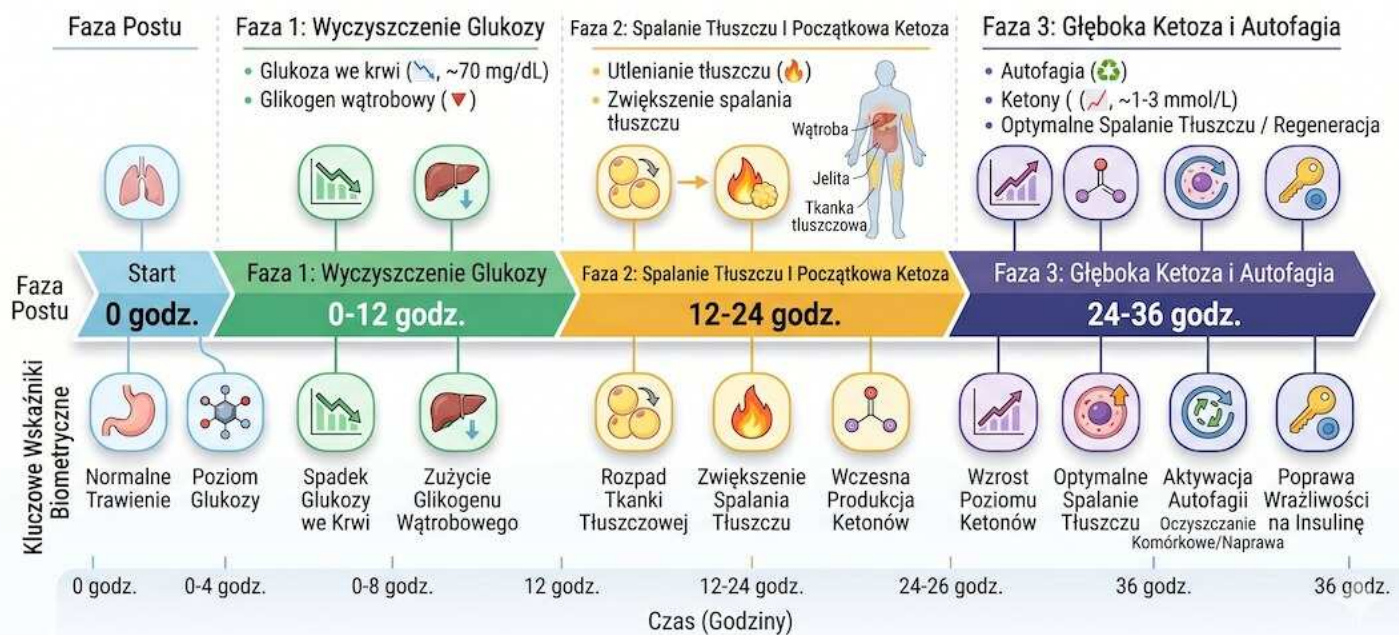 Faza Postu
Faza 1: Wyczyszczenie Glukozy
• Glukoza we krwi (📉, ~70 mg/dL)
• Glikogen wątrobowy (▼)
Faza 2: Spalanie Tłuszczu I Początkowa Ketoza
• Utlenianie tłuszczu (🔥)
• Zwiększenie spalania
tłuszczu
Wątroba
Jelita
Tkanka
tłuszczowa
Faza 3: Głęboka Ketoza i Autofagia
• Autofagia (♻)
• Ketony ( (📈, ~1-3 mmol/L)
• Optymalne Spalanie Tłuszczu / Regeneracja
Faza
Postu
Start
0 godz.
Faza 1: Wyczyszczenie Glukozy
0-12 godz.
Faza 2: Spalanie Tłuszczu I Początkowa Ketoza
12-24 godz.
Faza 3: Głęboka Ketoza i Autofagia
24-36 godz.
Kluczowe Wskaźniki
Biometryczne
Normalne
Trawienie
Poziom
Glukozy
Spadek
Glukozy
we Krwi
Zużycie
Glikogenu
Wątrobowego
Rozpad
Tkanki
Tłuszczowej
Zwiększenie
Spalania
Tłuszczu
Wczesna
Produkcja
Ketonów
Wzrost
Poziomu
Ketonów
Optymalne
Spalanie
Tłuszczu
Aktywacja
Autofagii
Oczyszczanie
Komórkowe/Naprawa
Poprawa
Wrażliwości
na Insulinę
0 godz.
0-4 godz.
0-8 godz.
12 godz.
12-24 godz.
24-26 godz.
36 godz.
36 godz.
Czas (Godziny)